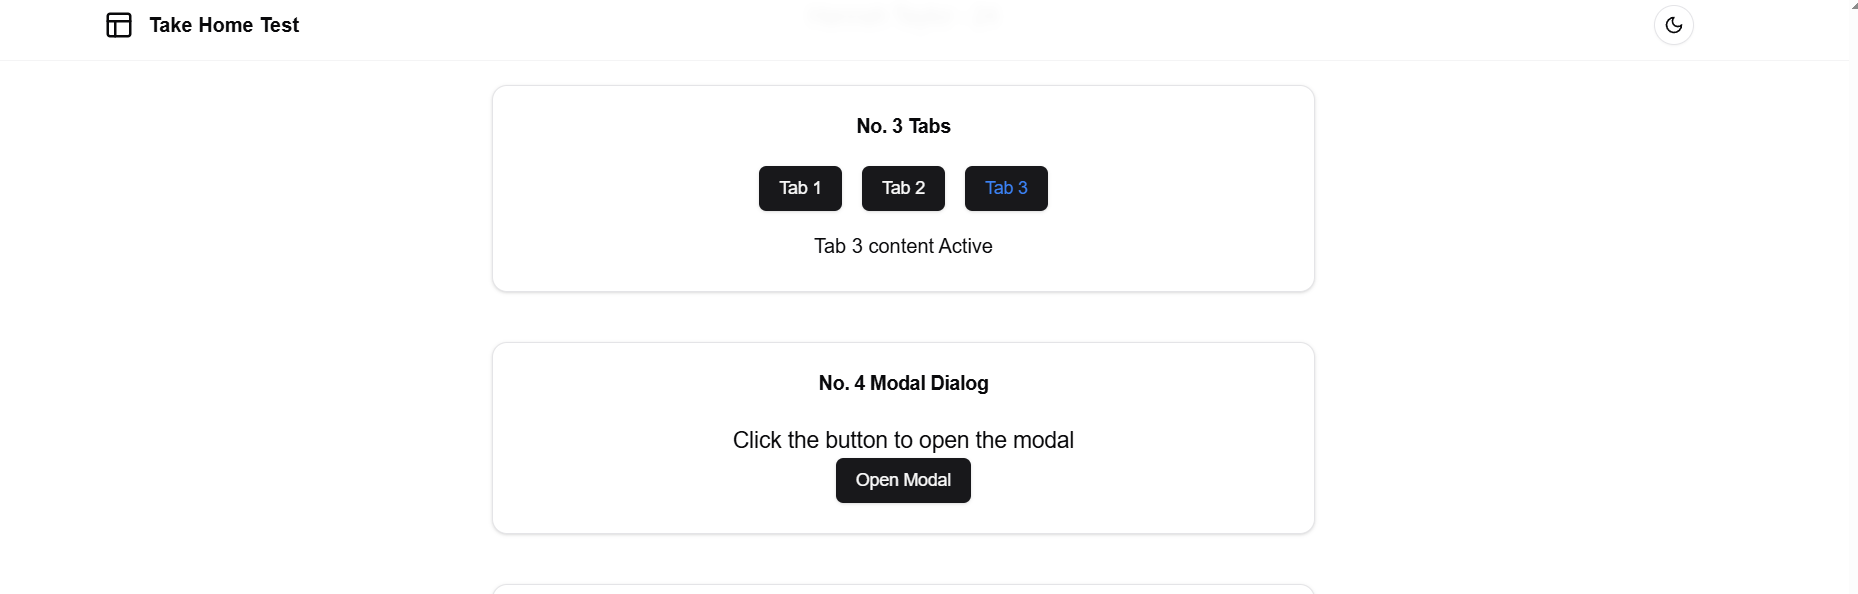 Take Home Test
No. 3 Tabs
Tab 1 Tab 2 Tab 3
Tab 3 content Active
No. 4 Modal Dialog
Click the button to open the modal
Open Modal